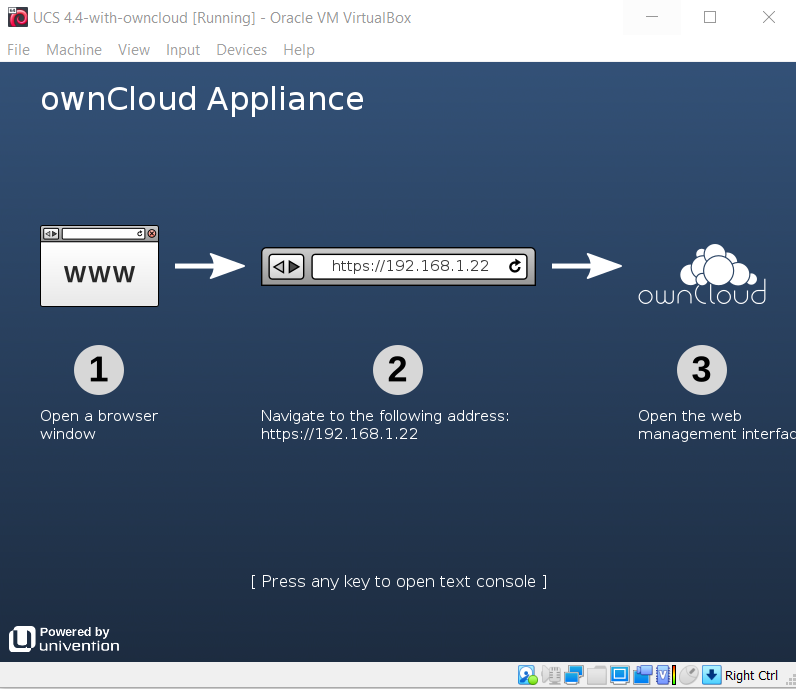 UCS 4.4-with-owncloud [Running] - Oracle VM VirtualBox
File Machine View Input Devices Help
ownCloud Appliance
www
https://192.168.1.22
ownCloud
1
2
3
Open a browser
window
Navigate to the following address:
https://192.168.1.22
Open the web
management interfac
[ Press any key to open text console ]
Powered by
univention
Right Ctrl